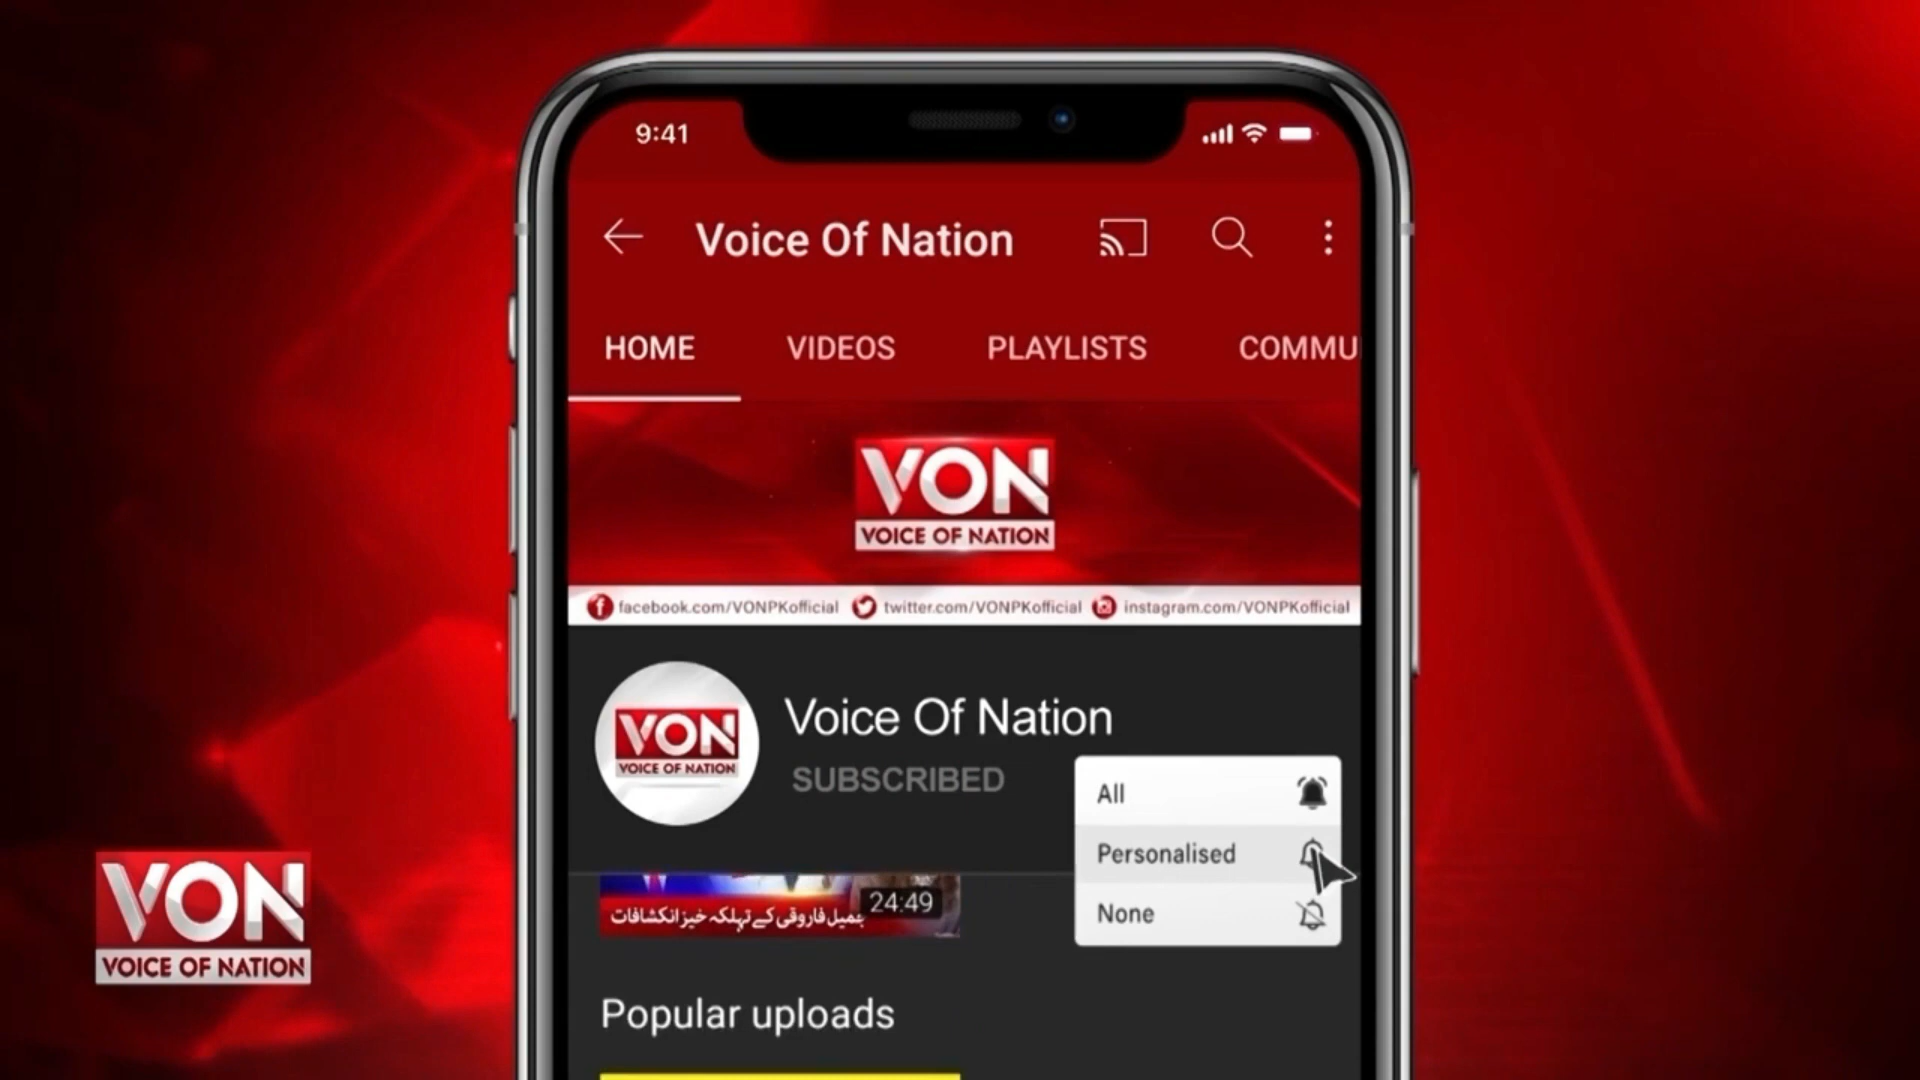 9:41
Voice Of Nation
HOME
VIDEOS
PLAYLISTS
COMMU
VON
VOICE OF NATION
facebook.com/VONPKofficial
twitter.com/VONPKofficial
instagram.com/VONPKofficial
VON
VOICE OF NATION
Voice Of Nation
SUBSCRIBED
All
Personalised
None
جمیل فاروقی کے تہلکہ خیز انکشافات
24:49
VON
VOICE OF NATION
Popular uploads